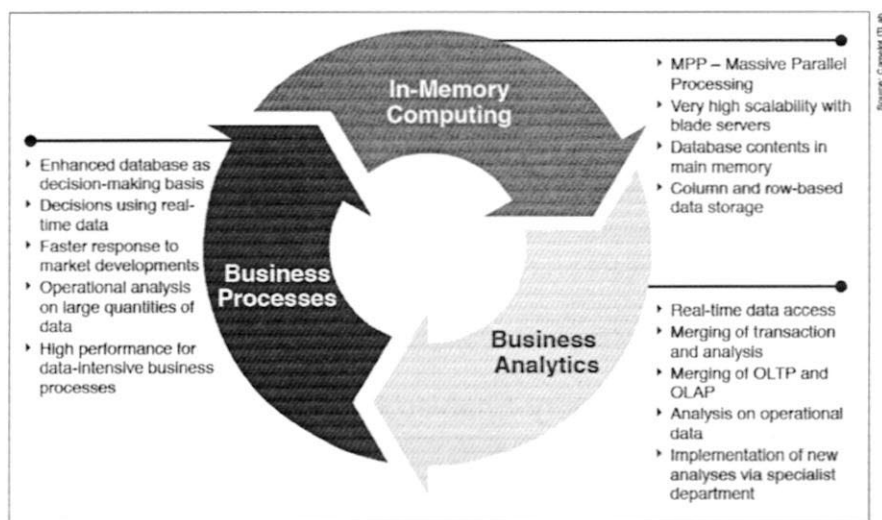 Source: Camelot ITLab
In-Memory
Computing
▸ MPP – Massive Parallel
Processing
▸ Very high scalability with
blade servers
▸ Database contents in
main memory
▸ Column and row-based
data storage
▸ Enhanced database as
decision-making basis
▸ Decisions using real-
time data
▸ Faster response to
market developments
▸ Operational analysis
on large quantities of
data
▸ High performance for
data-intensive business
processes
Business
Processes
Business
Analytics
▸ Real-time data access
▸ Merging of transaction
and analysis
▸ Merging of OLTP and
OLAP
▸ Analysis on operational
data
▸ Implementation of new
analyses via specialist
department